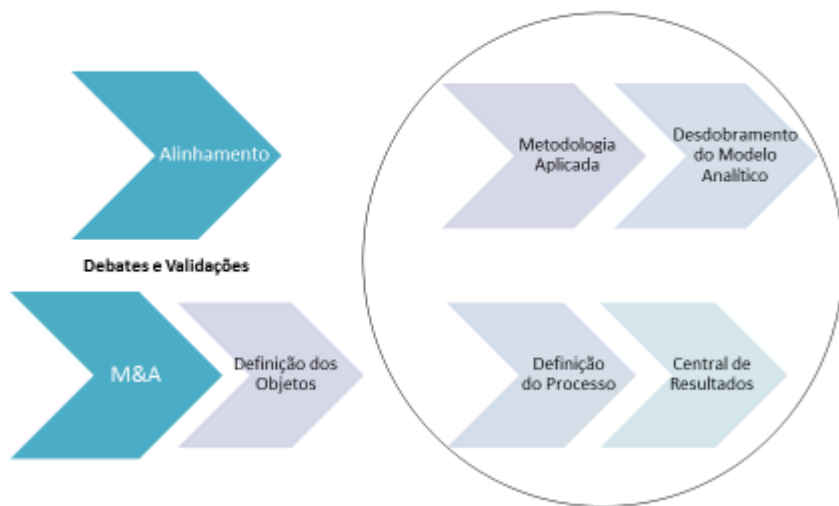 Alinhamento
Metodologia
Aplicada
Desdobramento
do Modelo
Analítico
Debates e Validações
M&A
Definição dos
Objetos
Definição
do Processo
Central de
Resultados